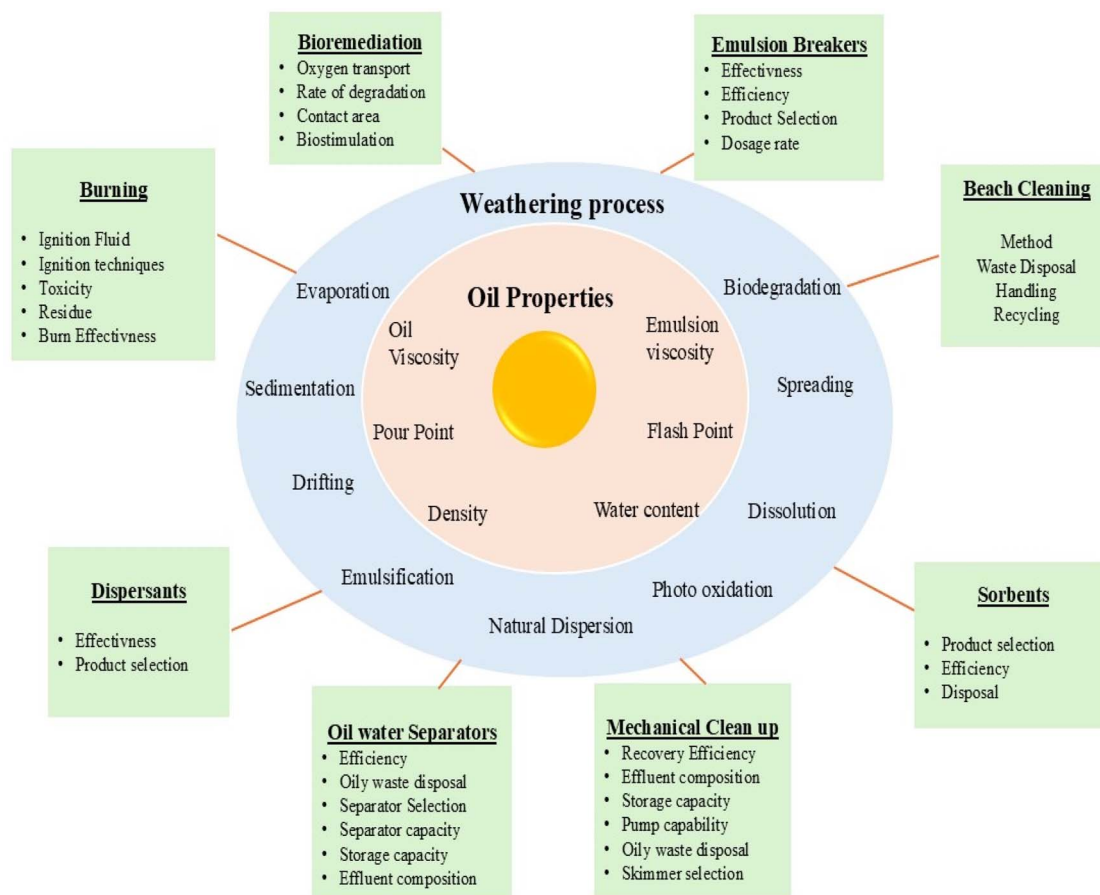 Bioremediation
• Oxygen transport
• Rate of degradation
• Contact area
• Biostimulation
Emulsion Breakers
• Effectivness
• Efficiency
• Product Selection
• Dosage rate
Burning
• Ignition Fluid
• Ignition techniques
• Toxicity
• Residue
• Burn Effectivness
Beach Cleaning
Method
Waste Disposal
Handling
Recycling
Weathering process
Evaporation
Biodegradation
Sedimentation
Spreading
Drifting
Dissolution
Emulsification
Photo oxidation
Natural Dispersion
Oil Properties
Oil
Viscosity
Emulsion
viscosity
Pour Point
Flash Point
Density
Water content
Dispersants
• Effectivness
• Product selection
Sorbents
• Product selection
• Efficiency
• Disposal
Oil water Separators
• Efficiency
• Oily waste disposal
• Separator Selection
• Separator capacity
• Storage capacity
• Effluent composition
Mechanical Clean up
• Recovery Efficiency
• Effluent composition
• Storage capacity
• Pump capability
• Oily waste disposal
• Skimmer selection